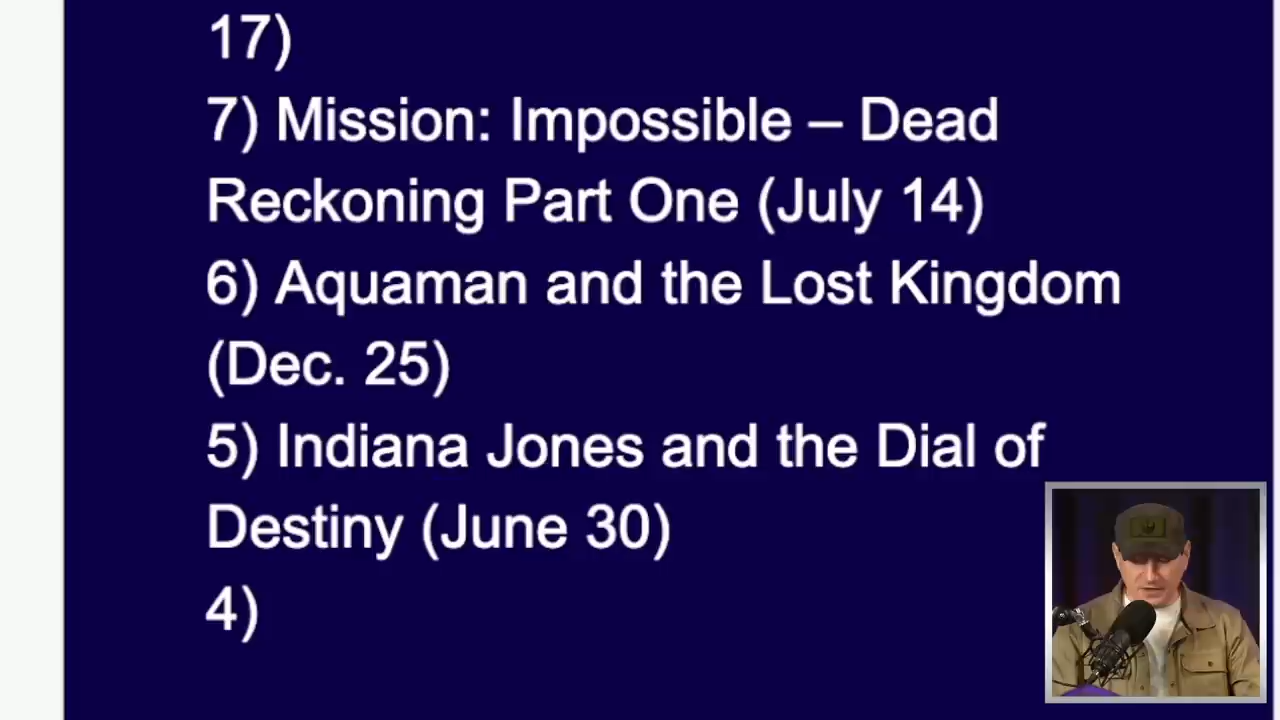 17)
7) Mission: Impossible – Dead
Reckoning Part One (July 14)
6) Aquaman and the Lost Kingdom
(Dec. 25)
5) Indiana Jones and the Dial of
Destiny (June 30)
4)